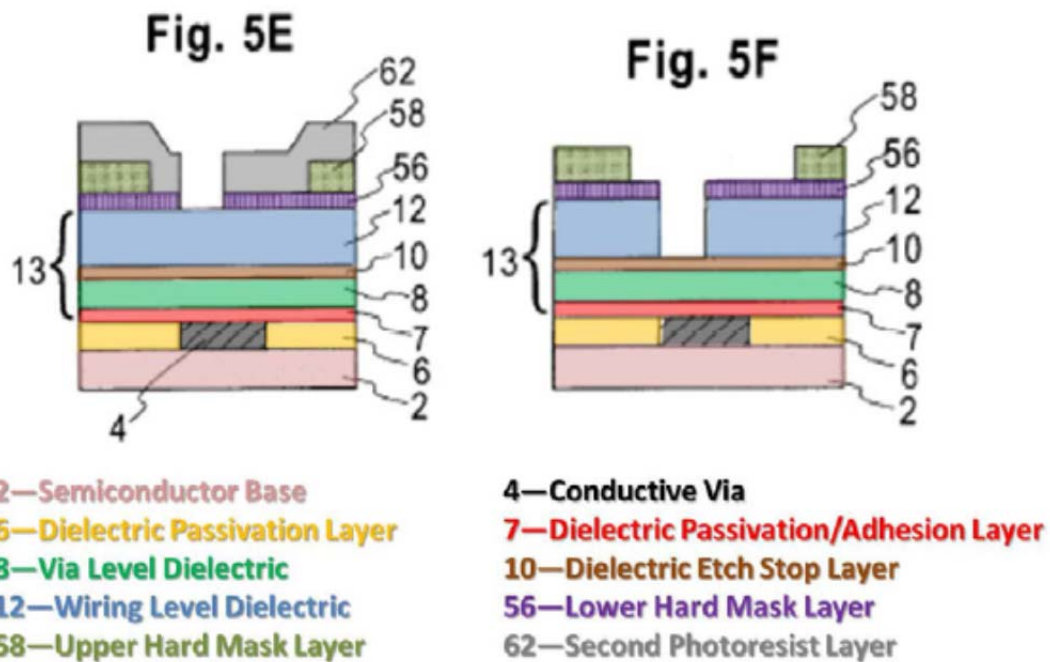 Fig. 5E
62
58
56
12
10
8
7
6
2
4
13
Fig. 5F
58
56
12
10
8
7
6
2
13
2—Semiconductor Base
6—Dielectric Passivation Layer
8—Via Level Dielectric
12—Wiring Level Dielectric
58—Upper Hard Mask Layer
4—Conductive Via
7—Dielectric Passivation/Adhesion Layer
10—Dielectric Etch Stop Layer
56—Lower Hard Mask Layer
62—Second Photoresist Layer